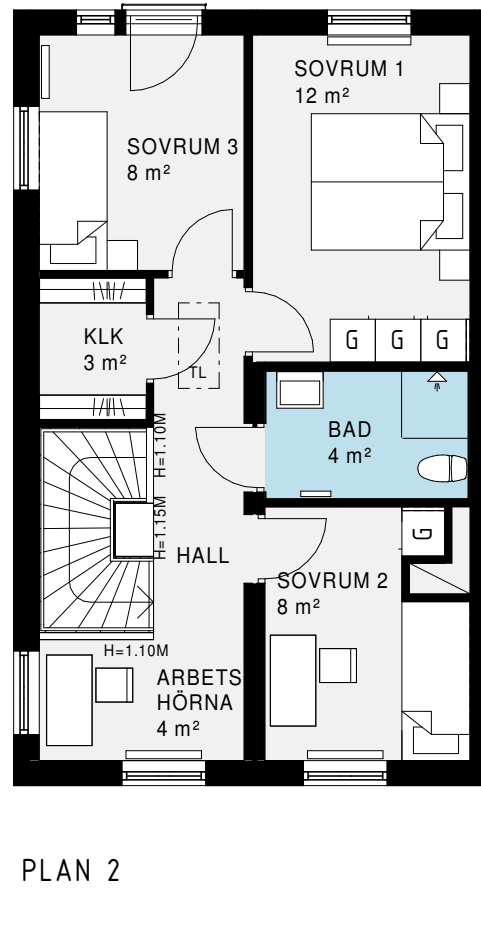 SOVRUM 1
12 m²
SOVRUM 3
8 m²
G G G
KLK
3 m²
TL
H=1.10M
BAD
4 m²
H=1.15M
G
HALL
SOVRUM 2
8 m²
H=1.10M
ARBETS
HÖRNA
4 m²
PLAN 2